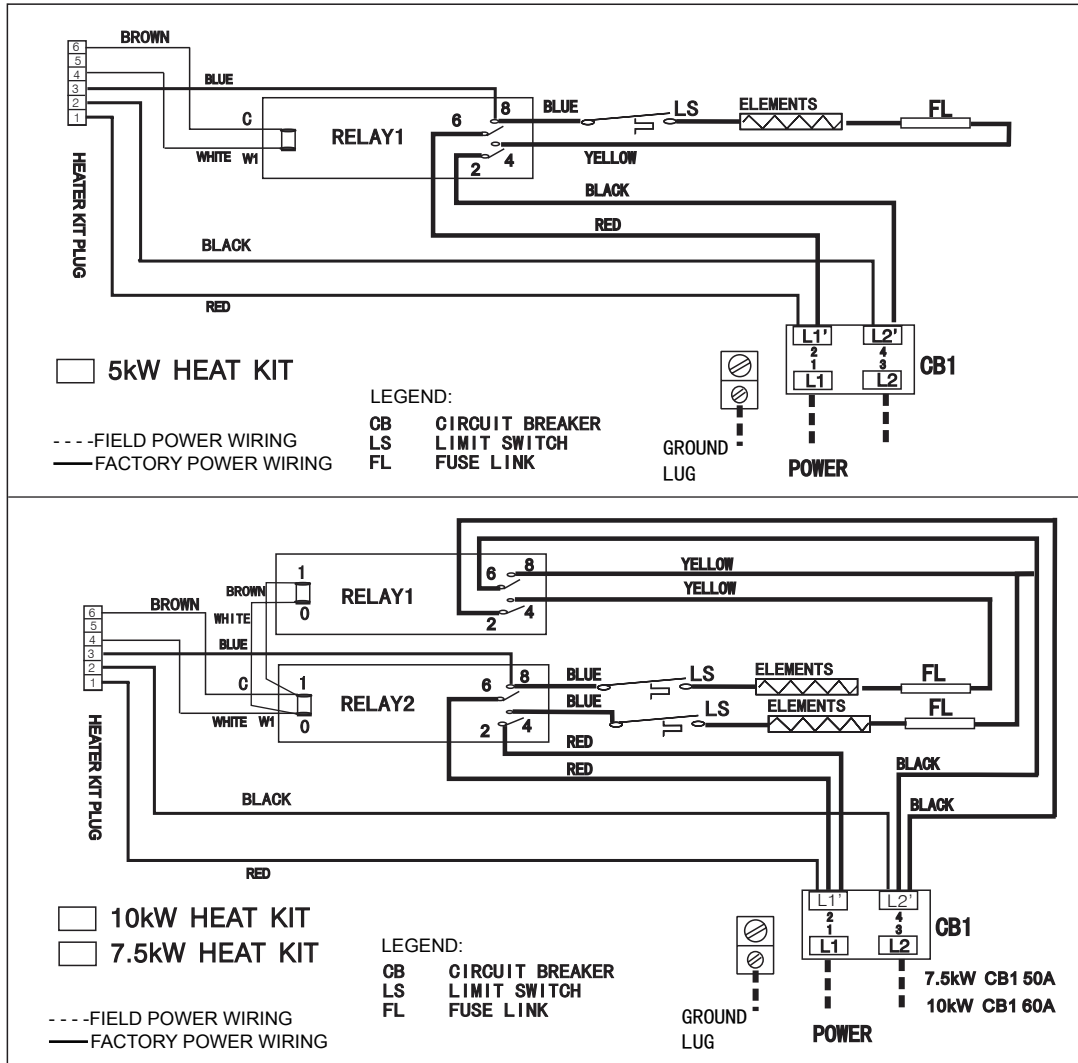 BROWN
6
5
4
3
2
1
BLUE
HEATER KIT PLUG
C
WHITE W1
RELAY1
6
8
2
4
BLUE
LS
ELEMENTS
FL
YELLOW
BLACK
RED
BLACK
RED
L1' L2'
2 4
1 3
L1 L2
CB1
5kW HEAT KIT
LEGEND:
CB CIRCUIT BREAKER
LS LIMIT SWITCH
FL FUSE LINK
----FIELD POWER WIRING
FACTORY POWER WIRING
GROUND
LUG
POWER
1
BROWN
RELAY1
0
WHITE
6
8
2
4
YELLOW
YELLOW
BROWN
6
5
4
3
2
1
BLUE
HEATER KIT PLUG
C
WHITE W1
1
0
RELAY2
6
8
2
4
BLUE
LS
ELEMENTS
FL
BLUE
LS
ELEMENTS
FL
RED
RED
BLACK
BLACK
BLACK
RED
L1' L2'
2 4
1 3
L1 L2
CB1
10kW HEAT KIT
7.5kW HEAT KIT
LEGEND:
CB CIRCUIT BREAKER
LS LIMIT SWITCH
FL FUSE LINK
----FIELD POWER WIRING
FACTORY POWER WIRING
GROUND
LUG
POWER
7.5kW CB1 50A
10kW CB1 60A